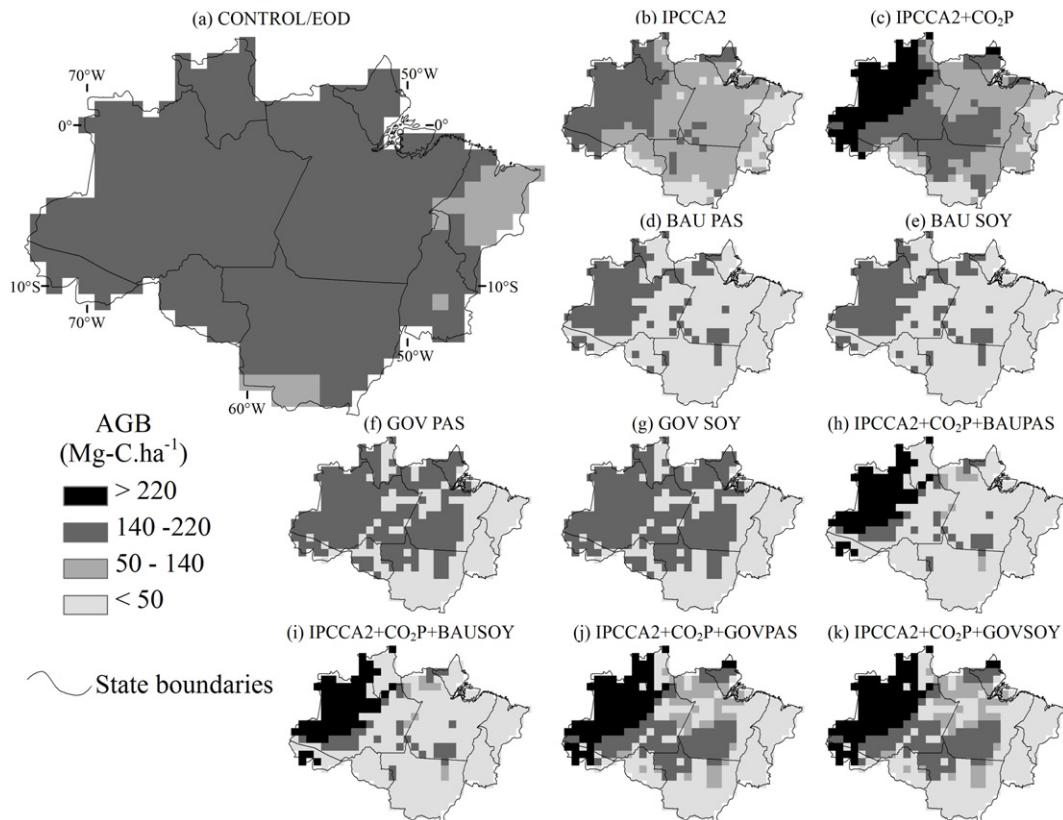 (a) CONTROL/EOD
(b) IPCCA2
(c) IPCCA2+CO₂P
70°W
50°W
0°
0°
10°S
10°S
70°W
50°W
60°W
(d) BAU PAS
(e) BAU SOY
AGB
(Mg-C.ha⁻¹)
> 220
140 -220
50 - 140
< 50
State boundaries
(f) GOV PAS
(g) GOV SOY
(h) IPCCA2+CO₂P+BAUPAS
(i) IPCCA2+CO₂P+BAUSOY
(j) IPCCA2+CO₂P+GOVPAS
(k) IPCCA2+CO₂P+GOVSOY